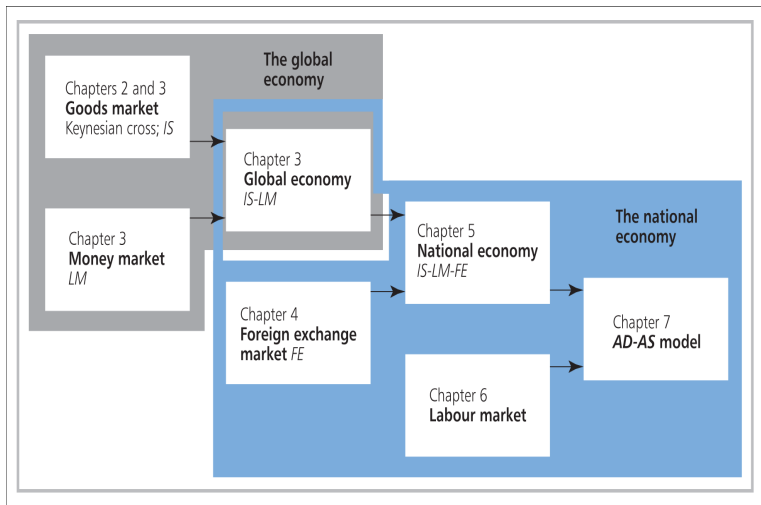 The global
economy
Chapters 2 and 3
Goods market
Keynesian cross; IS
Chapter 3
Global economy
IS-LM
Chapter 3
Money market
LM
The national
economy
Chapter 5
National economy
IS-LM-FE
Chapter 4
Foreign exchange
market FE
Chapter 7
AD-AS model
Chapter 6
Labour market